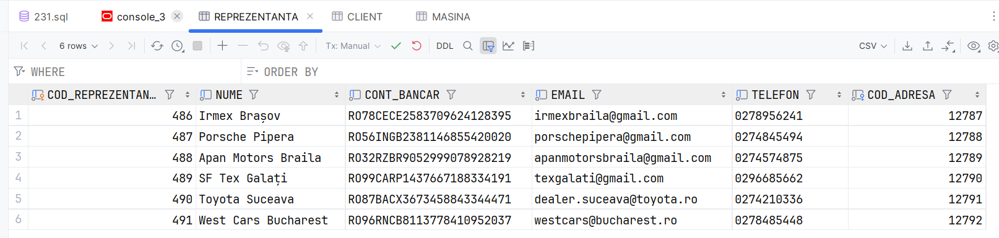 231.sql console_3 REPREZENTANTA CLIENT MASINA
6 rows Tx: Manual DDL CSV
WHERE ORDER BY
COD_REPREZENTAN… NUME CONT_BANCAR EMAIL TELEFON COD_ADRESA
1 486 Irmex Brașov RO78CECE2583709624128395 irmexbraila@gmail.com 0278956241 12787
2 487 Porsche Pipera RO56INGB2381146855420020 porschepipera@gmail.com 0274845494 12788
3 488 Apan Motors Braila RO32RZBR9052999078928219 apanmotorsbraila@gmail.com 0274574875 12789
4 489 SF Tex Galați RO99CARP1437667188334191 texgalati@gmail.com 0296685662 12790
5 490 Toyota Suceava RO87BACX3673458843344471 dealer.suceava@toyota.ro 0274210336 12791
6 491 West Cars Bucharest RO96RNCB8113778410952037 westcars@bucharest.ro 0278485448 12792